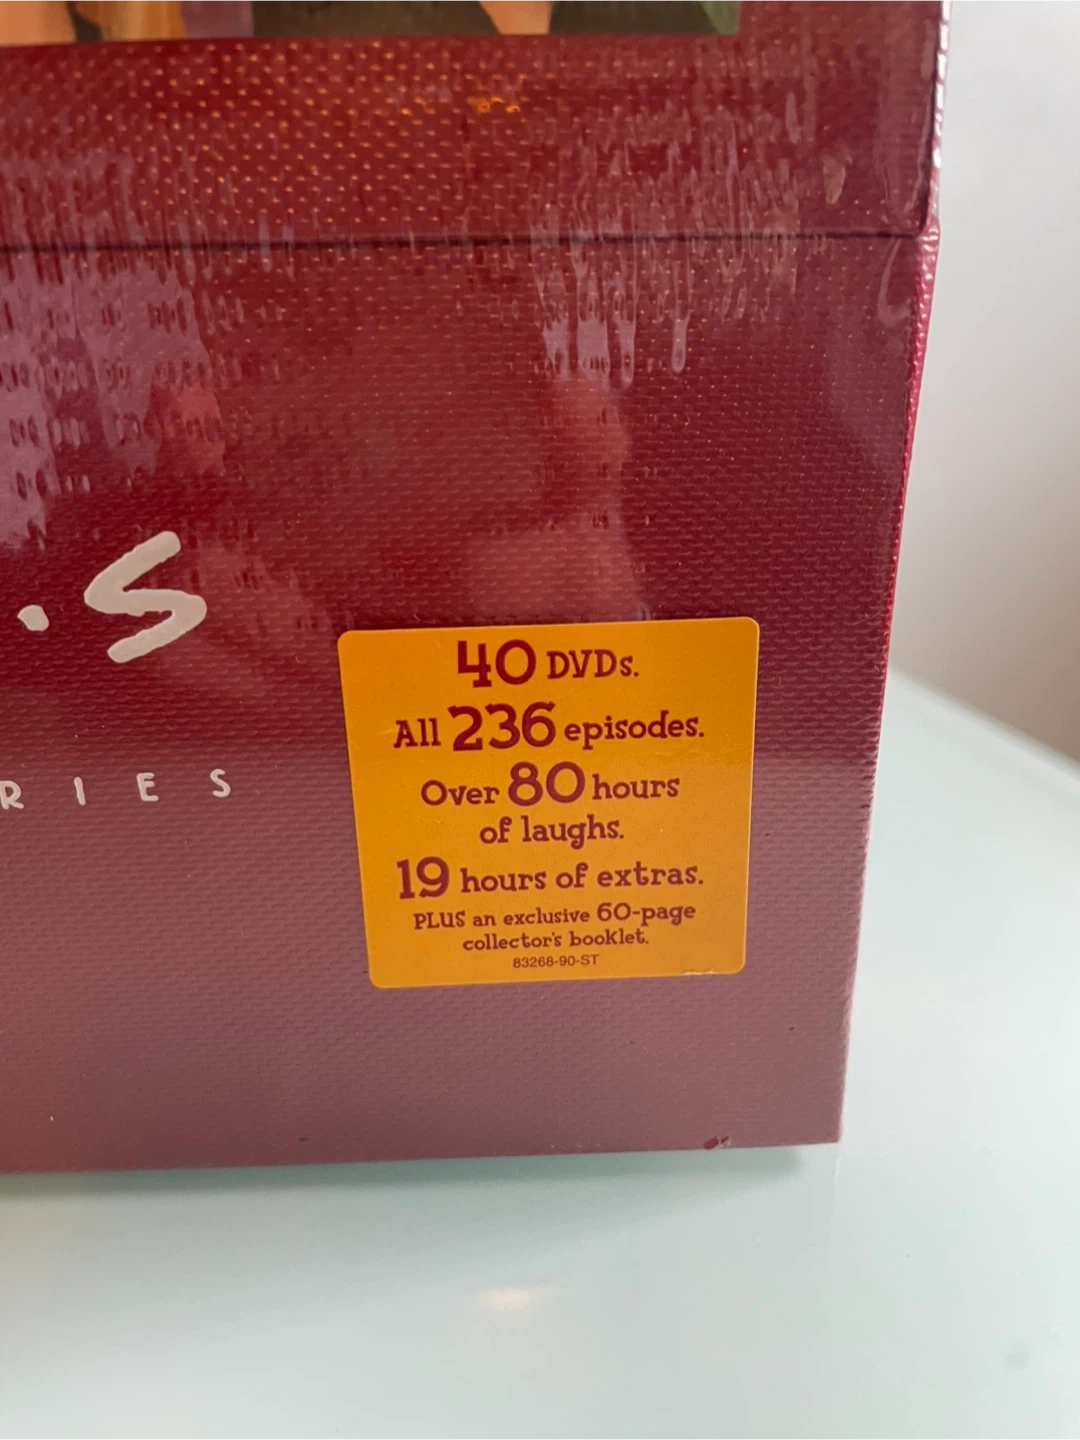 ·S
RIES
40 DVDs.
All 236 episodes.
Over 80 hours
of laughs.
19 hours of extras.
PLUS an exclusive 60-page
collector's booklet.
83268-90-ST